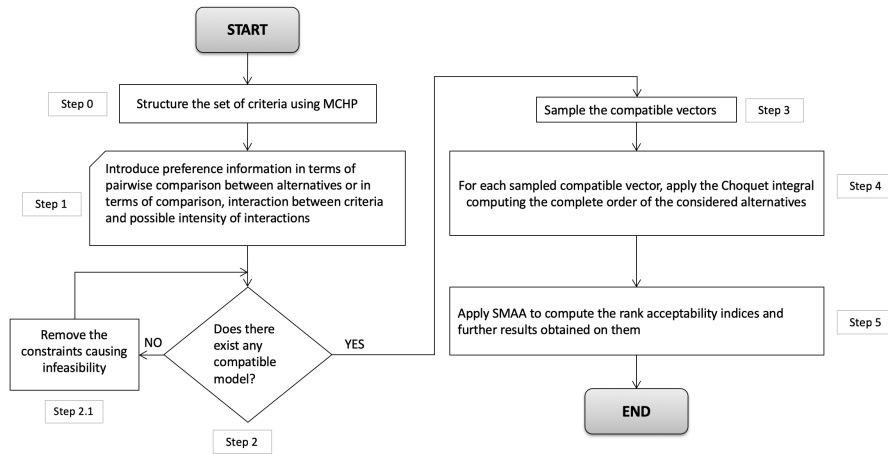 START
Step 0
Structure the set of criteria using MCHP
Step 1
Introduce preference information in terms of
pairwise comparison between alternatives or in
terms of comparison, interaction between criteria
and possible intensity of interactions
Does there
exist any
compatible
model?
Step 2
NO
Remove the
constraints causing
infeasibility
Step 2.1
YES
Sample the compatible vectors
Step 3
For each sampled compatible vector, apply the Choquet integral
computing the complete order of the considered alternatives
Step 4
Apply SMAA to compute the rank acceptability indices and
further results obtained on them
Step 5
END